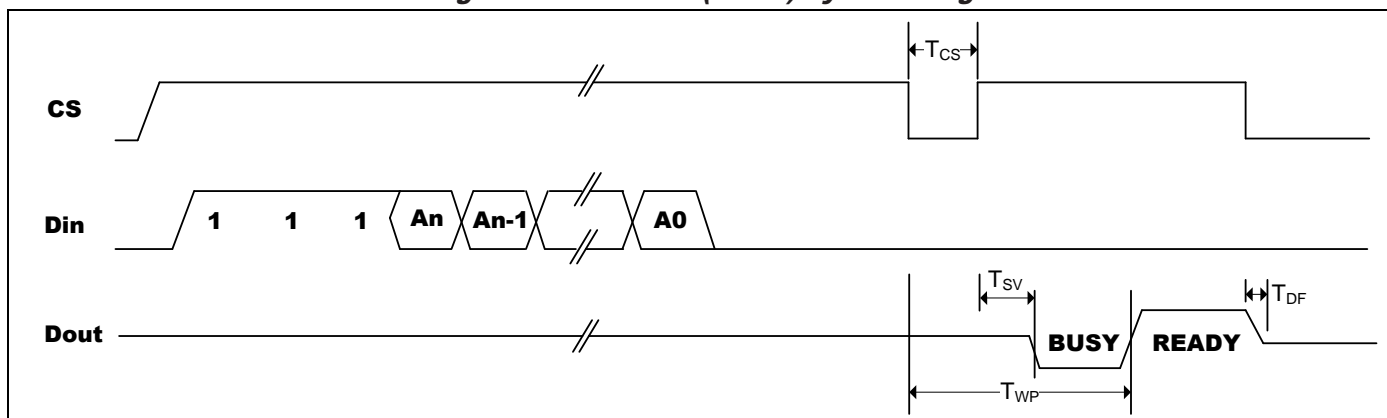 TCS
CS
1 1 1 An An-1 A0
Din
TSV
TDF
Dout
BUSY READY
TWP